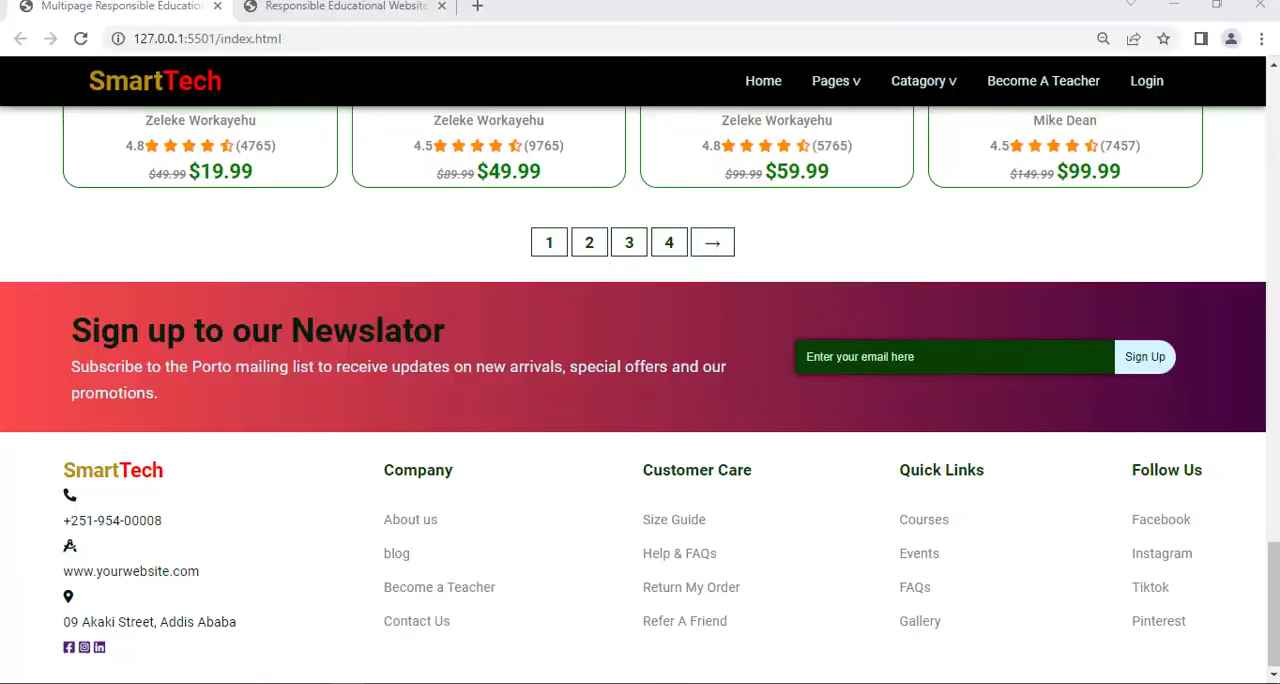 Multipage Responsible Educatio
Responsible Educational Website
127.0.0.1:5501/index.html
SmartTech
Home
Pages v
Catagory v
Become A Teacher
Login
Zeleke Workayehu
Zeleke Workayehu
Zeleke Workayehu
Mike Dean
4.8 (4765)
4.5 (9765)
4.8 (5765)
4.5 (7457)
$49.99 $19.99
$89.99 $49.99
$99.99 $59.99
$149.99 $99.99
1 2 3 4 →
Sign up to our Newslator
Subscribe to the Porto mailing list to receive updates on new arrivals, special offers and our
promotions.
Enter your email here
Sign Up
SmartTech
+251-954-00008
www.yourwebsite.com
09 Akaki Street, Addis Ababa
Company
About us
blog
Become a Teacher
Contact Us
Customer Care
Size Guide
Help & FAQs
Return My Order
Refer A Friend
Quick Links
Courses
Events
FAQs
Gallery
Follow Us
Facebook
Instagram
Tiktok
Pinterest